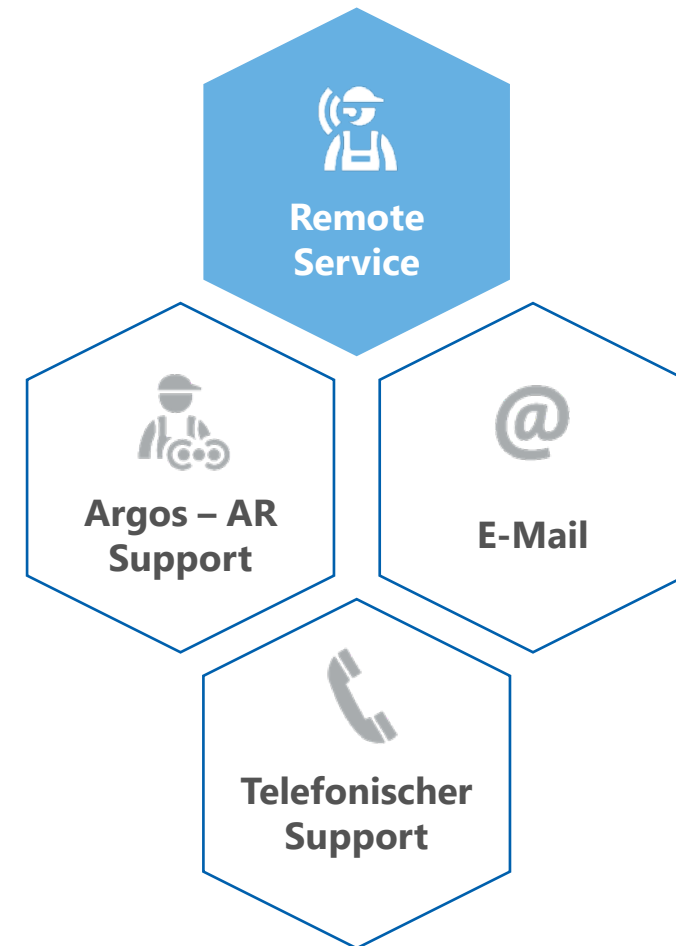 Remote
Service
Argos – AR
Support
@
E-Mail
Telefonischer
Support